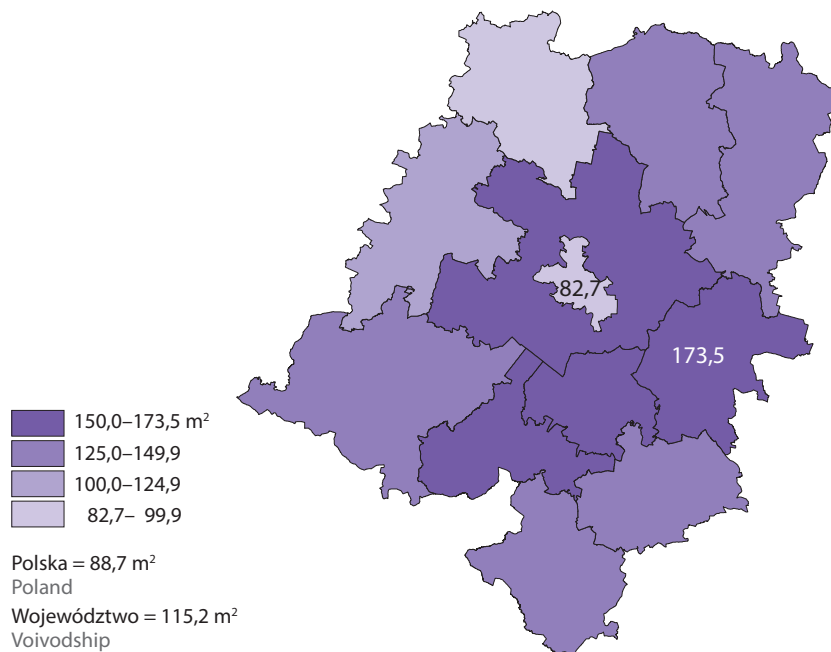 82,7
173,5
150,0–173,5 m²
125,0–149,9
100,0–124,9
82,7– 99,9
Polska = 88,7 m²
Poland
Województwo = 115,2 m²
Voivodship